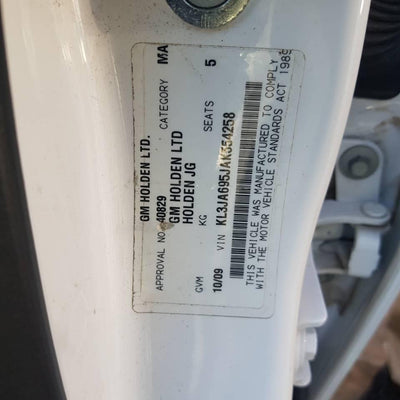 GM HOLDEN LTD.
APPROVAL NO. 40829 CATEGORY MA
GM HOLDEN LTD
HOLDEN JG
GVM KG SEATS 5
10/09 VIN KL3JA695JAK354258
THIS VEHICLE WAS MANUFACTURED TO COMPLY
WITH THE MOTOR VEHICLE STANDARDS ACT 1989